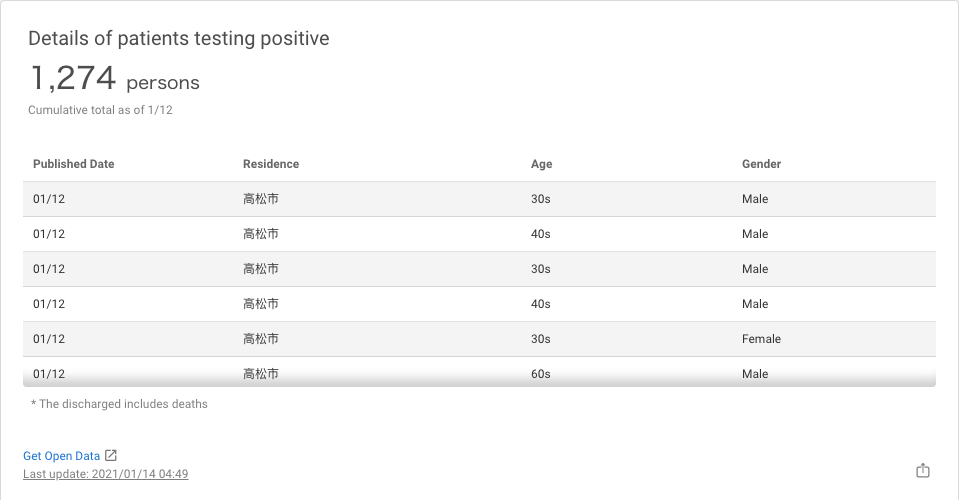 Details of patients testing positive
1,274 persons
Cumulative total as of 1/12
Published Date Residence Age Gender
01/12 高松市 30s Male
01/12 高松市 40s Male
01/12 高松市 30s Male
01/12 高松市 40s Male
01/12 高松市 30s Female
01/12 高松市 60s Male
* The discharged includes deaths
Get Open Data
Last update: 2021/01/14 04:49